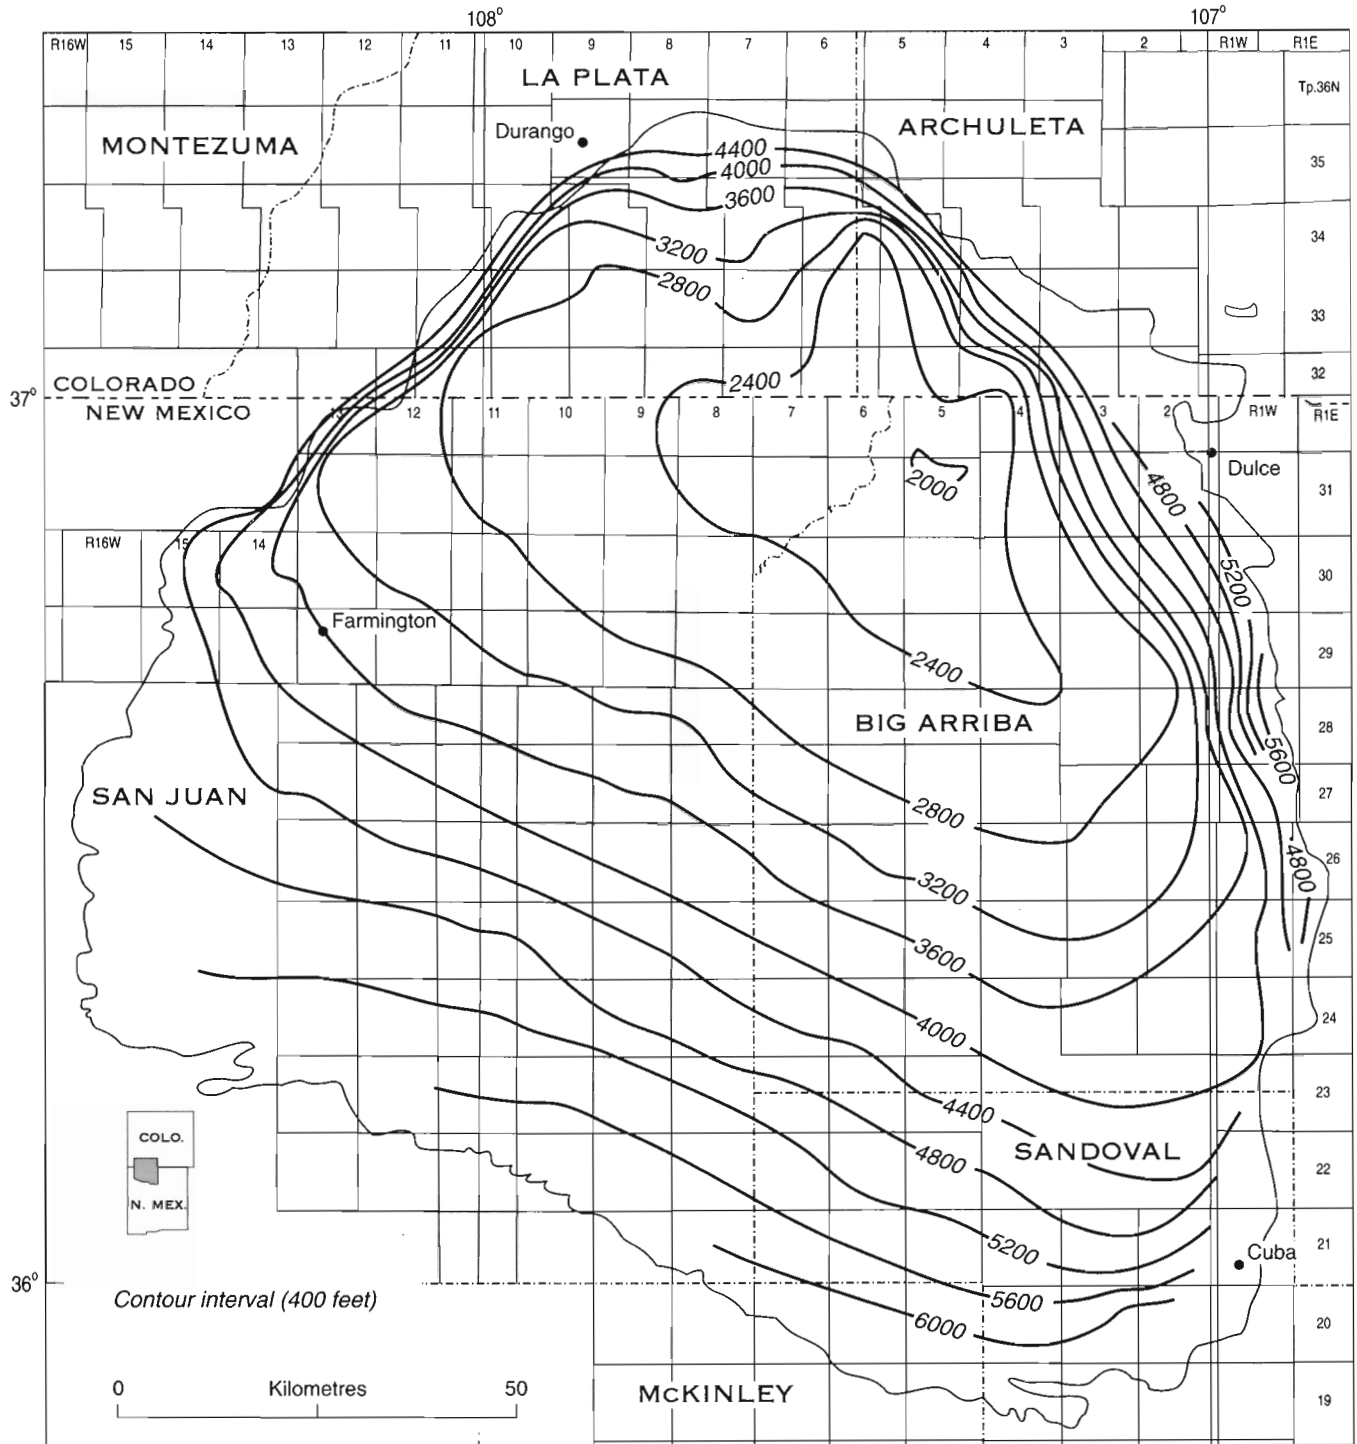 108°
107°
R16W 15 14 13 12 11 10 9 8 7 6 5 4 3 2 R1W R1E
LA PLATA
Tp.36N
ARCHULETA
Durango
MONTEZUMA
4400
35
4000
3600
34
3200
2800
33
32
COLORADO
2400
37°
NEW MEXICO
13 12 11 10 9 8 7 6 5 4 3 2 R1W R1E
Dulce
2000
4800
31
R16W 15 14
5200
30
Farmington
29
2400
BIG ARRIBA
28
5600
SAN JUAN
27
2800
26
4800
3200
25
3600
24
4000
23
4400
COLO.
SANDOVAL
4800
22
N. MEX.
5200
21
Cuba
36°
Contour interval (400 feet)
5600
6000
20
0 Kilometres 50
McKINLEY
19